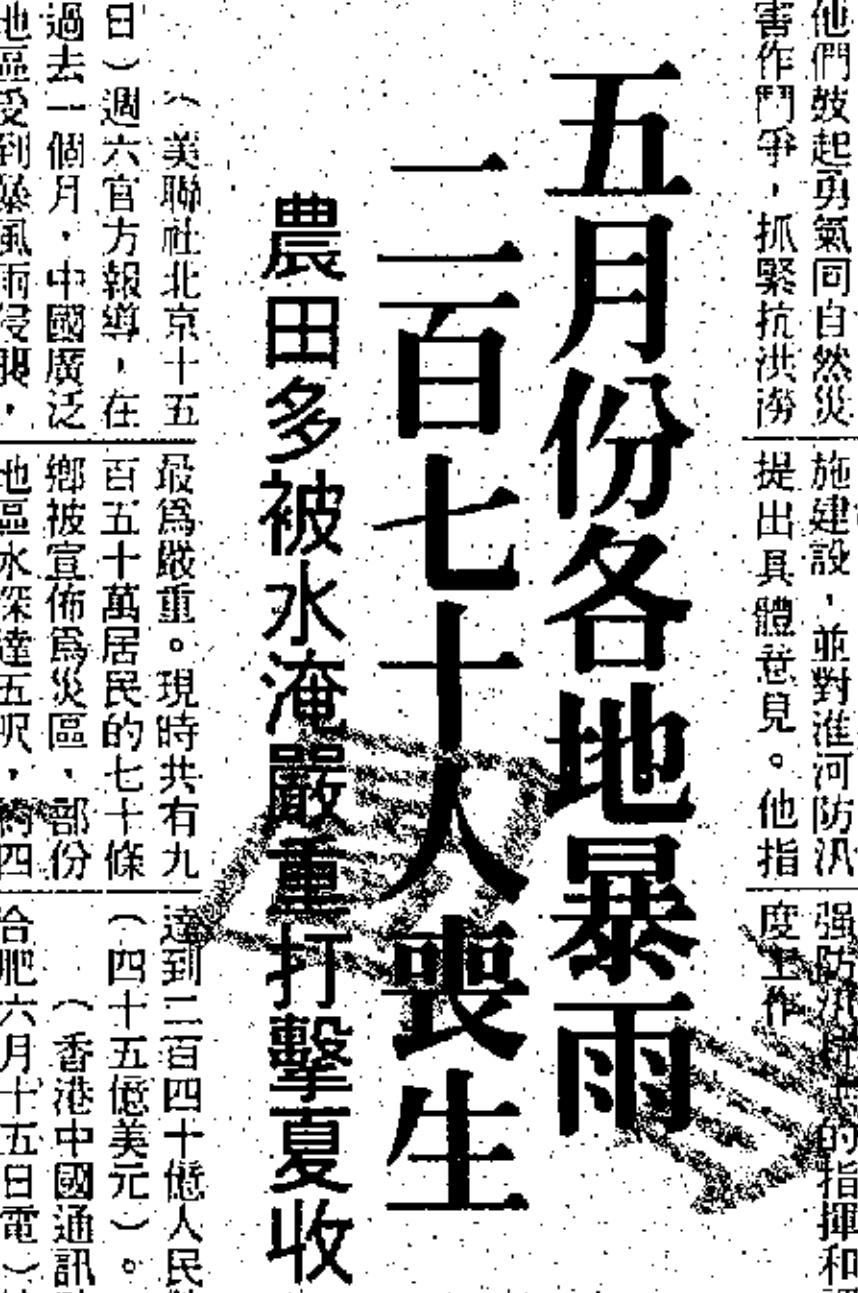 他們鼓起勇氣同自然災
害作鬥爭，抓緊抗洪澇
施建設，並對淮河防汛
提出具體意見。他指
强防汛的指揮和
度工作
五月份各地暴雨
二百七十人喪生
農田多被水淹嚴重打擊夏收
（美聯社北京十五
日）週六官方報導，在
過去一個月，中國廣泛
地區受到暴風雨侵襲，
最爲嚴重。現時共有九
百五十萬居民的七十條
鄉被宣佈爲災區，部份
地區水深達五呎，約四
達到二百四十億人民
（四十五億美元）。
（香港中國通訊
合肥六月十五日電）